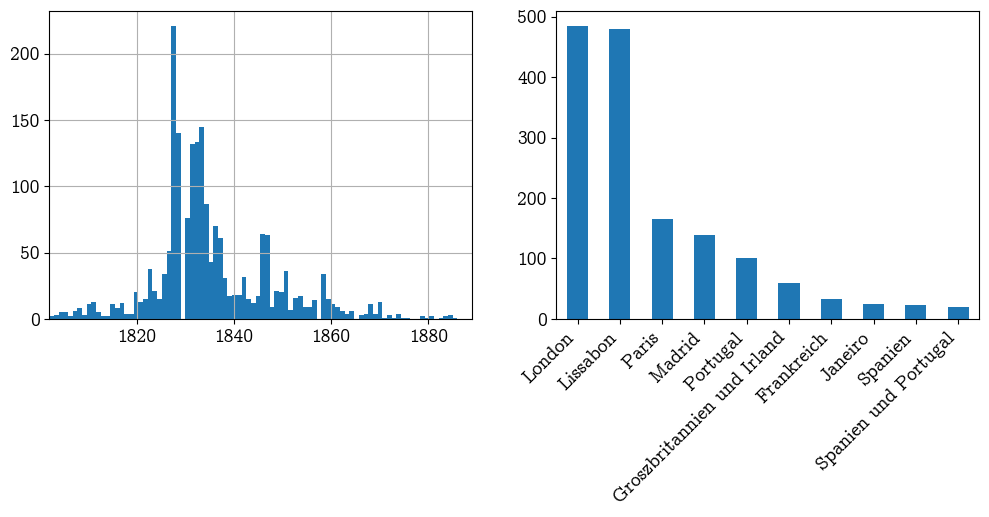 200
150
100
50
0
1820 1840 1860 1880
500
400
300
200
100
0
London
Lissabon
Paris
Madrid
Portugal
Groszbritannien und Irland
Frankreich
Janeiro
Spanien
Spanien und Portugal